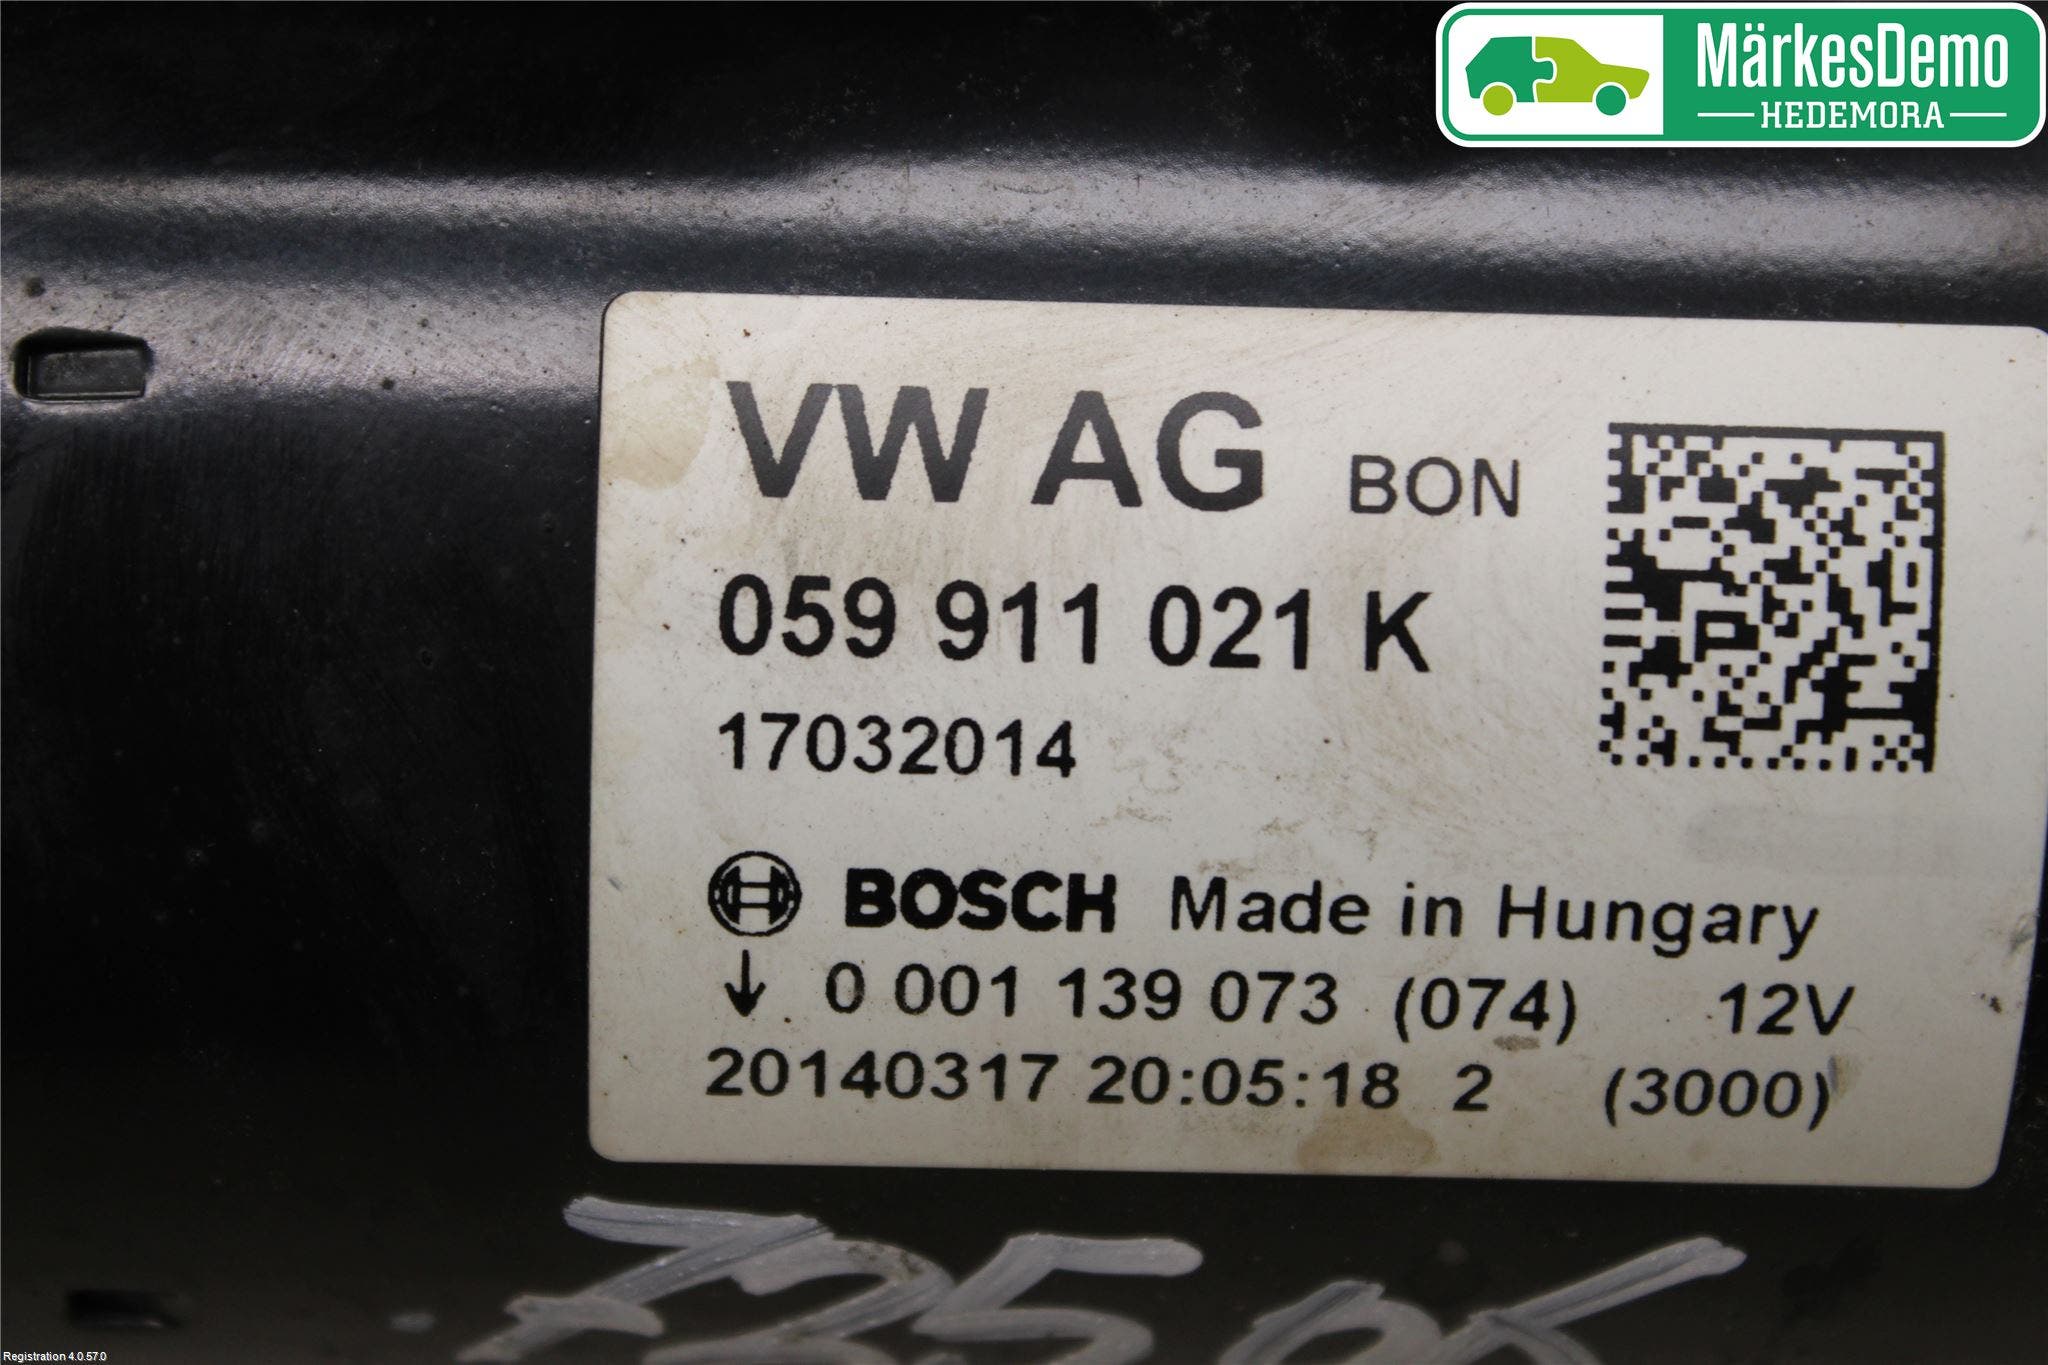 MärkesDemo
HEDEMORA
VW AG BON
059 911 021 K
17032014
BOSCH Made in Hungary
↓ 0 001 139 073 (074) 12V
20140317 20:05:18 2 (3000)
Registration 4.0.57.0